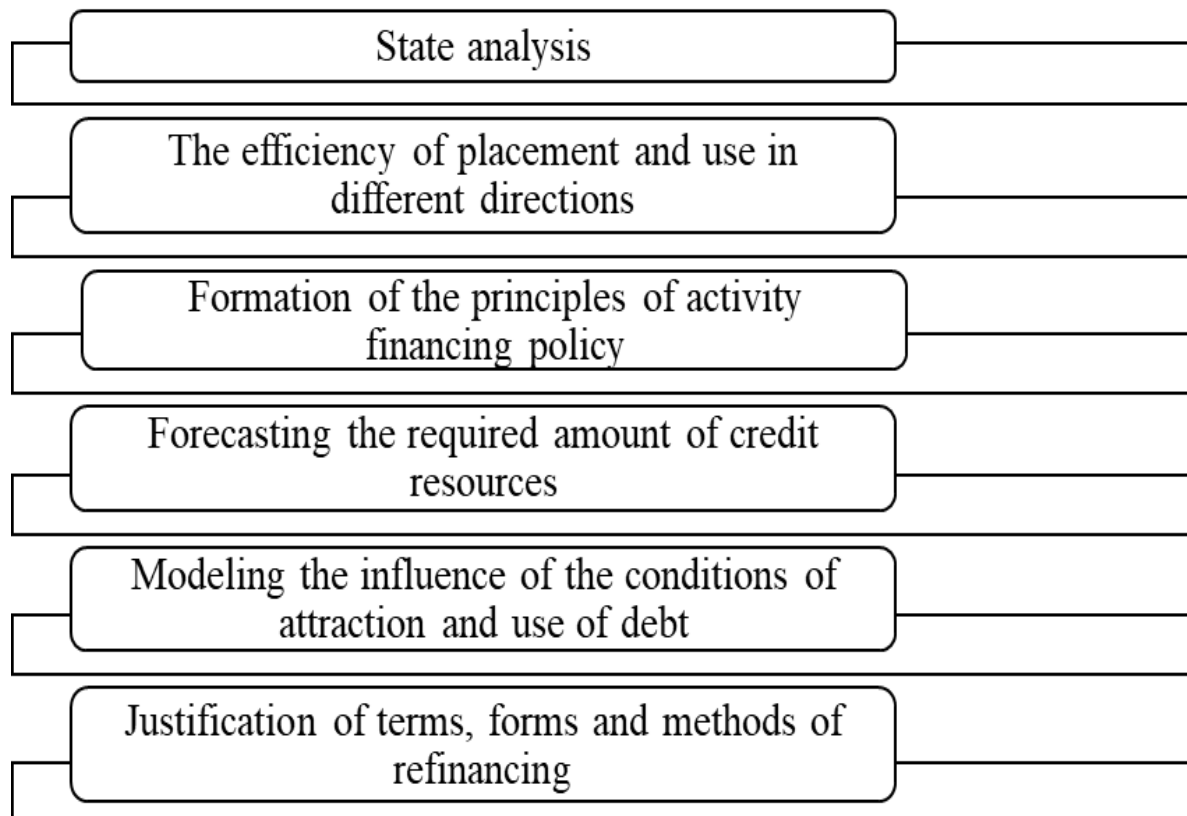 State analysis
The efficiency of placement and use in
different directions
Formation of the principles of activity
financing policy
Forecasting the required amount of credit
resources
Modeling the influence of the conditions of
attraction and use of debt
Justification of terms, forms and methods of
refinancing